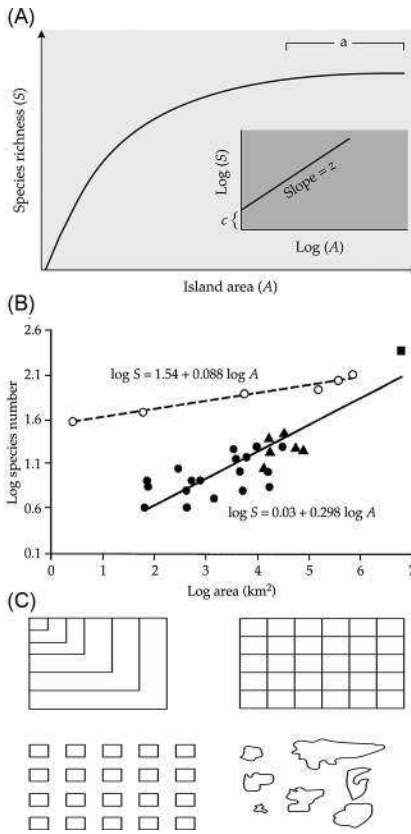 (A)
a
Species richness (S)
Log (S)
Slope = z
c {
Log (A)
Island area (A)
(B)
2.6
2.1
1.6
1.1
0.6
0.1
Log species number
log S = 1.54 + 0.088 log A
log S = 0.03 + 0.298 log A
0 1 2 3 4 5 6 7
Log area (km²)
(C)